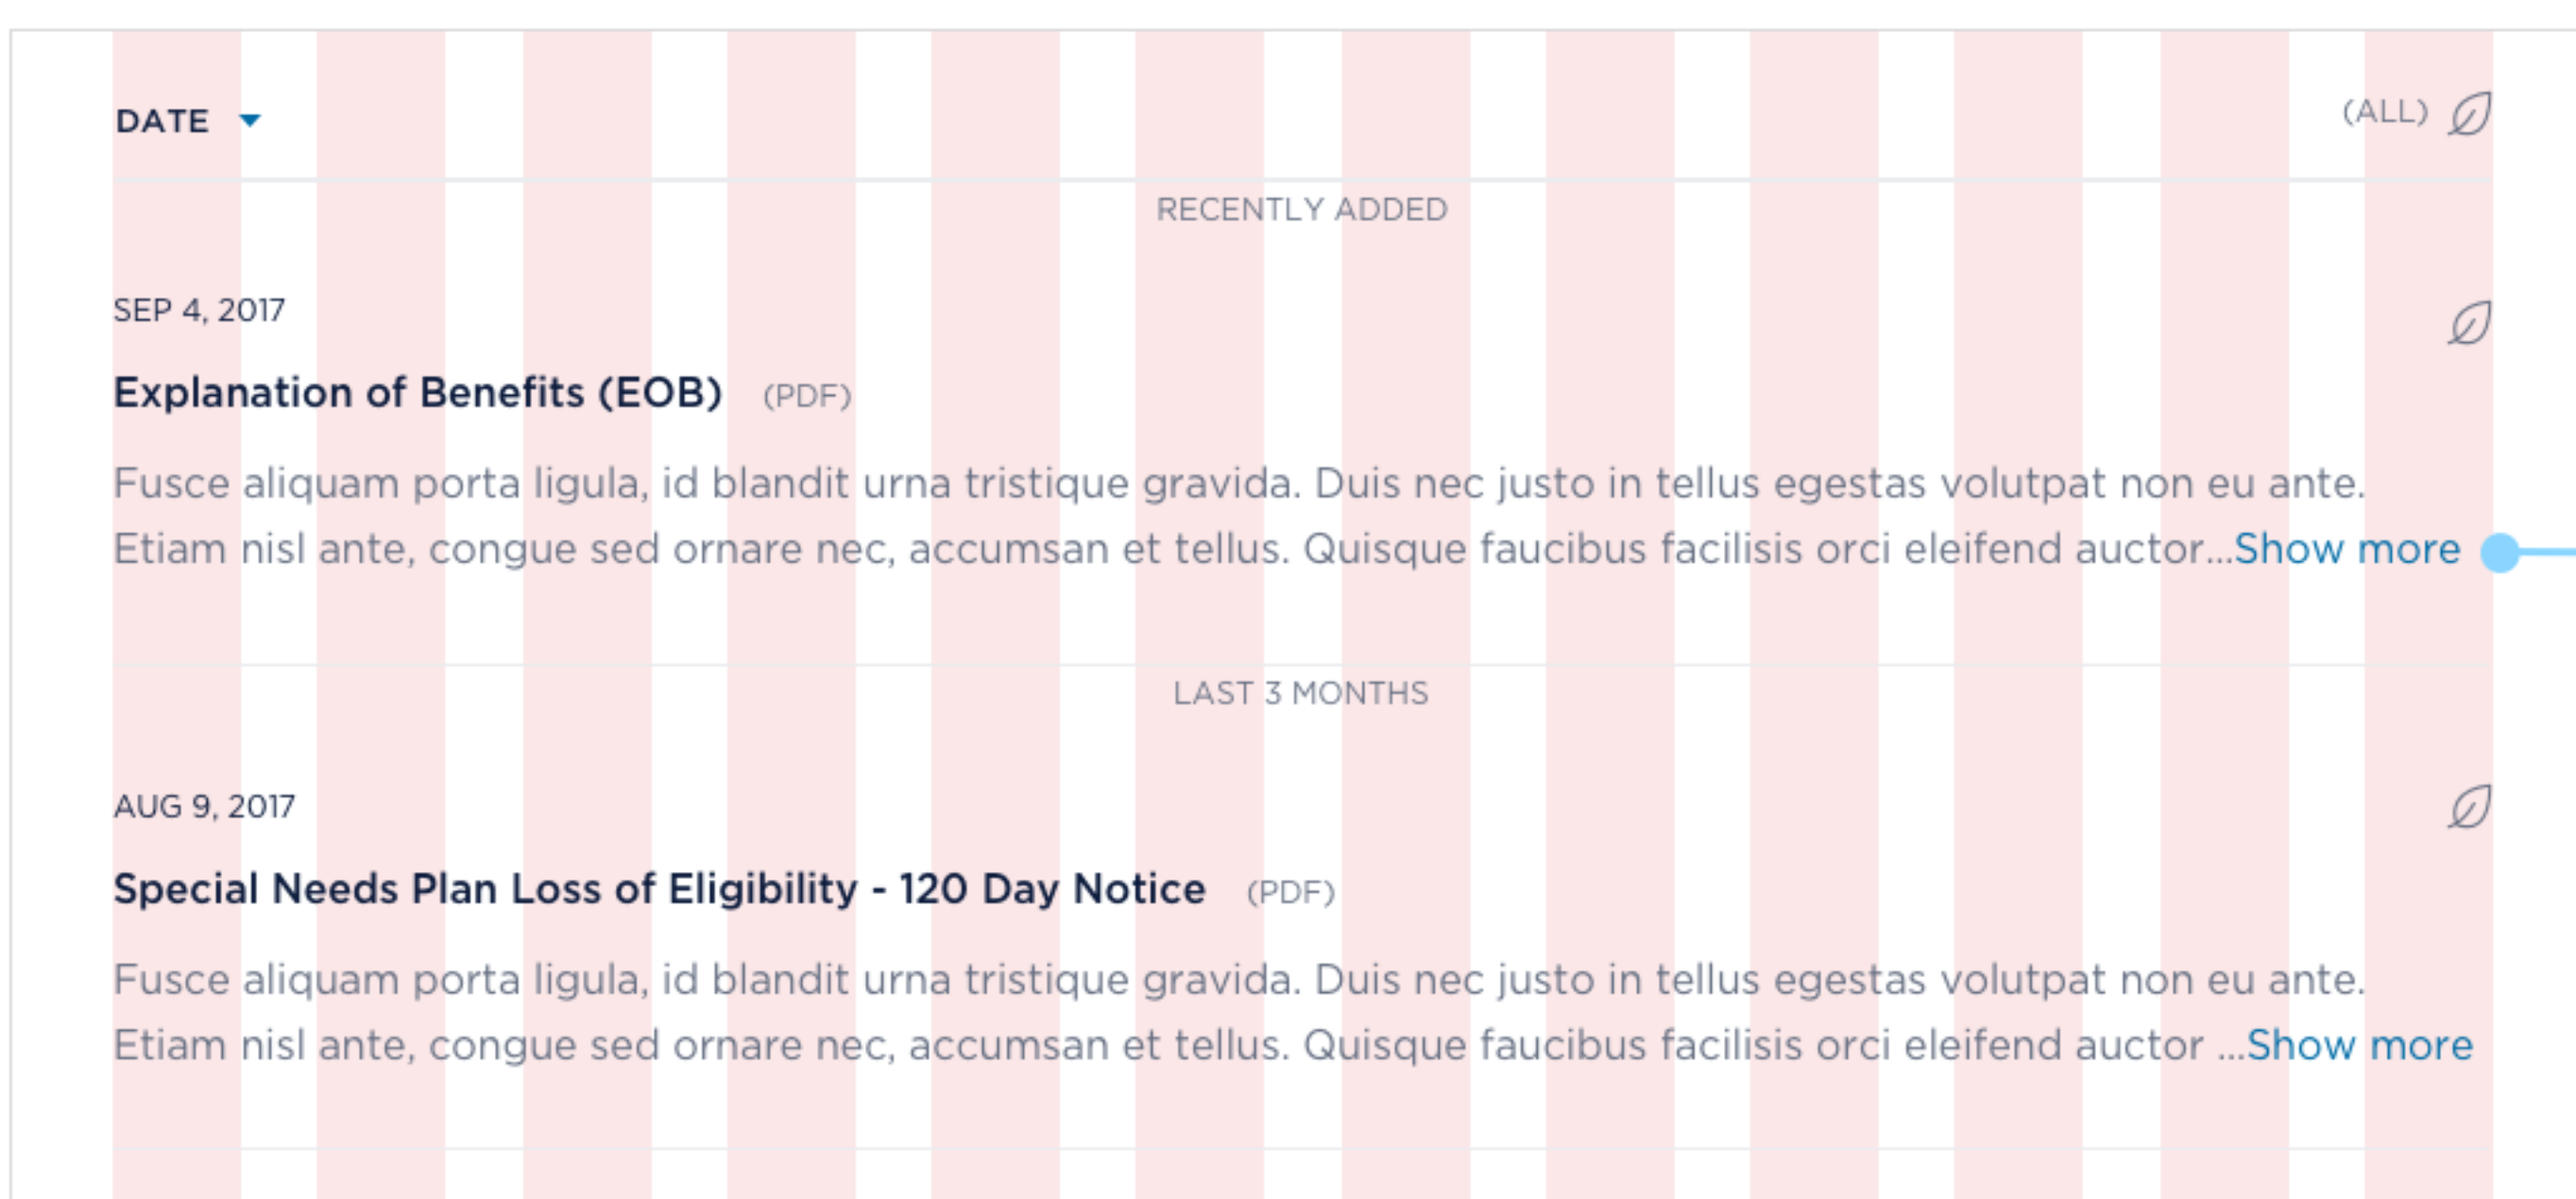 DATE
(ALL)
RECENTLY ADDED
SEP 4, 2017
Explanation of Benefits (EOB) (PDF)
Fusce aliquam porta ligula, id blandit urna tristique gravida. Duis nec justo in tellus egestas volutpat non eu ante.
Etiam nisl ante, congue sed ornare nec, accumsan et tellus. Quisque faucibus facilisis orci eleifend auctor...Show more
LAST 3 MONTHS
AUG 9, 2017
Special Needs Plan Loss of Eligibility - 120 Day Notice (PDF)
Fusce aliquam porta ligula, id blandit urna tristique gravida. Duis nec justo in tellus egestas volutpat non eu ante.
Etiam nisl ante, congue sed ornare nec, accumsan et tellus. Quisque faucibus facilisis orci eleifend auctor ...Show more